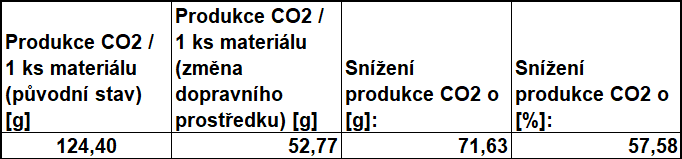 Produkce CO2 /
1 ks materiálu
(původní stav)
[g]
Produkce CO2 /
1 ks materiálu
(změna
dopravního
prostředku) [g]
Snížení
produkce CO2 o
[g]:
Snížení
produkce CO2 o
[%]:
124,40
52,77
71,63
57,58